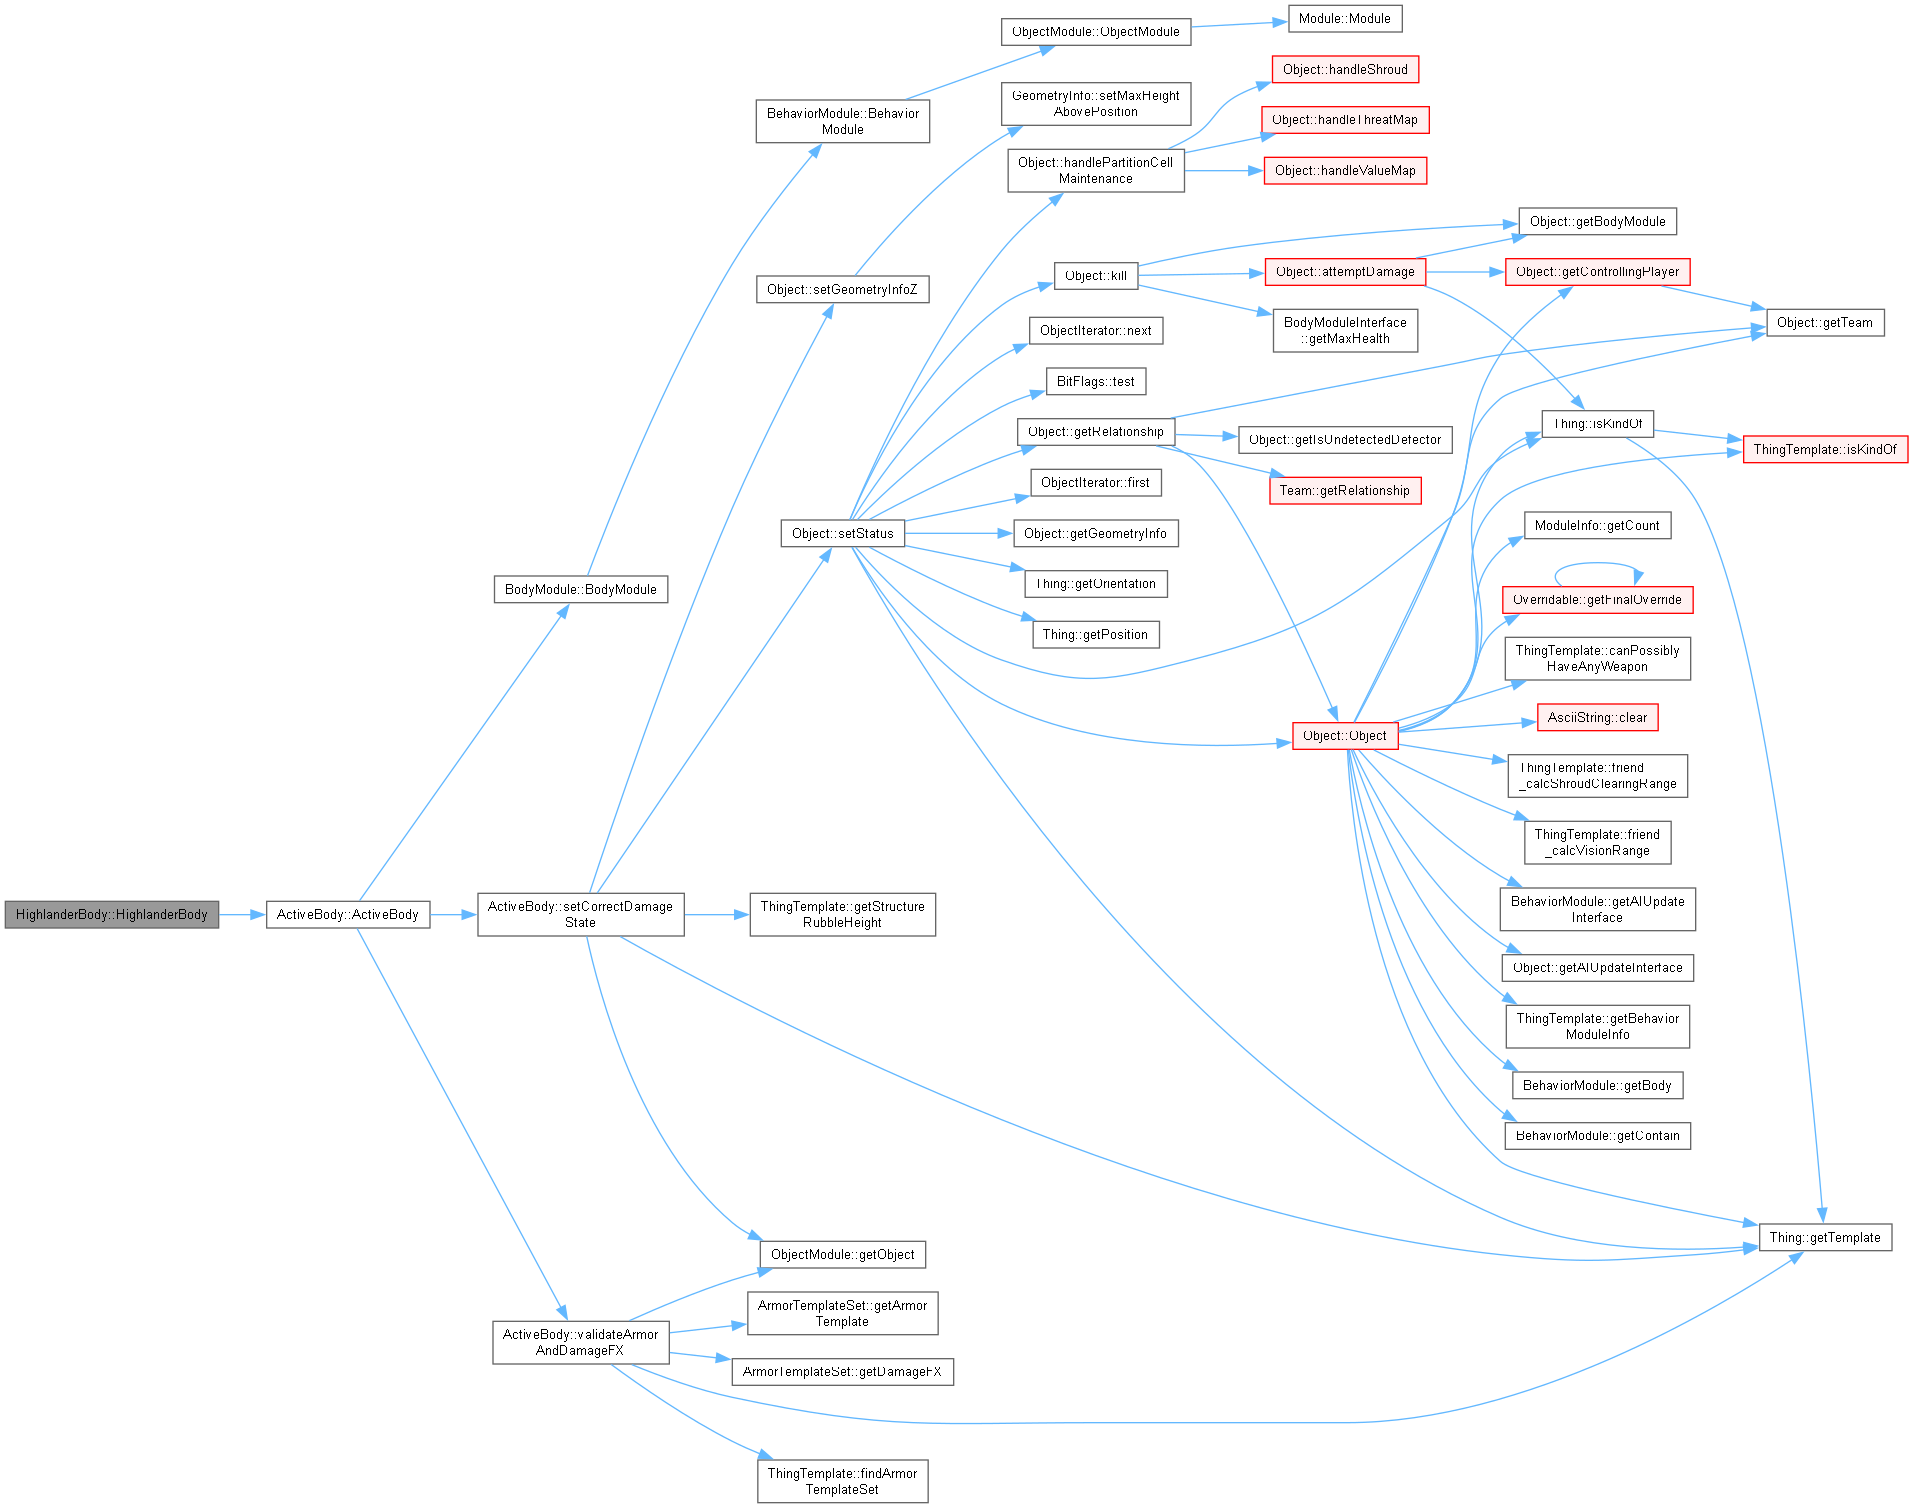 HighlanderBody::HighlanderBody
ActiveBody::ActiveBody
BodyModule::BodyModule
ActiveBody::setCorrectDamage
State
ActiveBody::validateArmor
AndDamageFX
BehaviorModule::Behavior
Module
Object::setGeometryInfoZ
Object::setStatus
ThingTemplate::getStructure
RubbleHeight
ObjectModule::getObject
ArmorTemplateSet::getArmor
Template
ArmorTemplateSet::getDamageFX
ThingTemplate::findArmor
TemplateSet
ObjectModule::ObjectModule
GeometryInfo::setMaxHeight
AbovePosition
Object::handlePartitionCell
Maintenance
Object::kill
ObjectIterator::next
BitFlags::test
Object::getRelationship
ObjectIterator::first
Object::getGeometryInfo
Thing::getOrientation
Thing::getPosition
Module::Module
Object::handleShroud
Object::handleThreatMap
Object::handleValueMap
Object::attemptDamage
BodyModuleInterface
::getMaxHealth
Object::getIsUndetectedDefector
Team::getRelationship
Object::Object
Object::getBodyModule
Object::getControllingPlayer
Thing::isKindOf
ModuleInfo::getCount
Overridable::getFinalOverride
ThingTemplate::canPossibly
HaveAnyWeapon
AsciiString::clear
ThingTemplate::friend
_calcShroudClearingRange
ThingTemplate::friend
_calcVisionRange
BehaviorModule::getAIUpdate
Interface
Object::getAIUpdateInterface
ThingTemplate::getBehavior
ModuleInfo
BehaviorModule::getBody
BehaviorModule::getContain
Object::getTeam
ThingTemplate::isKindOf
Thing::getTemplate